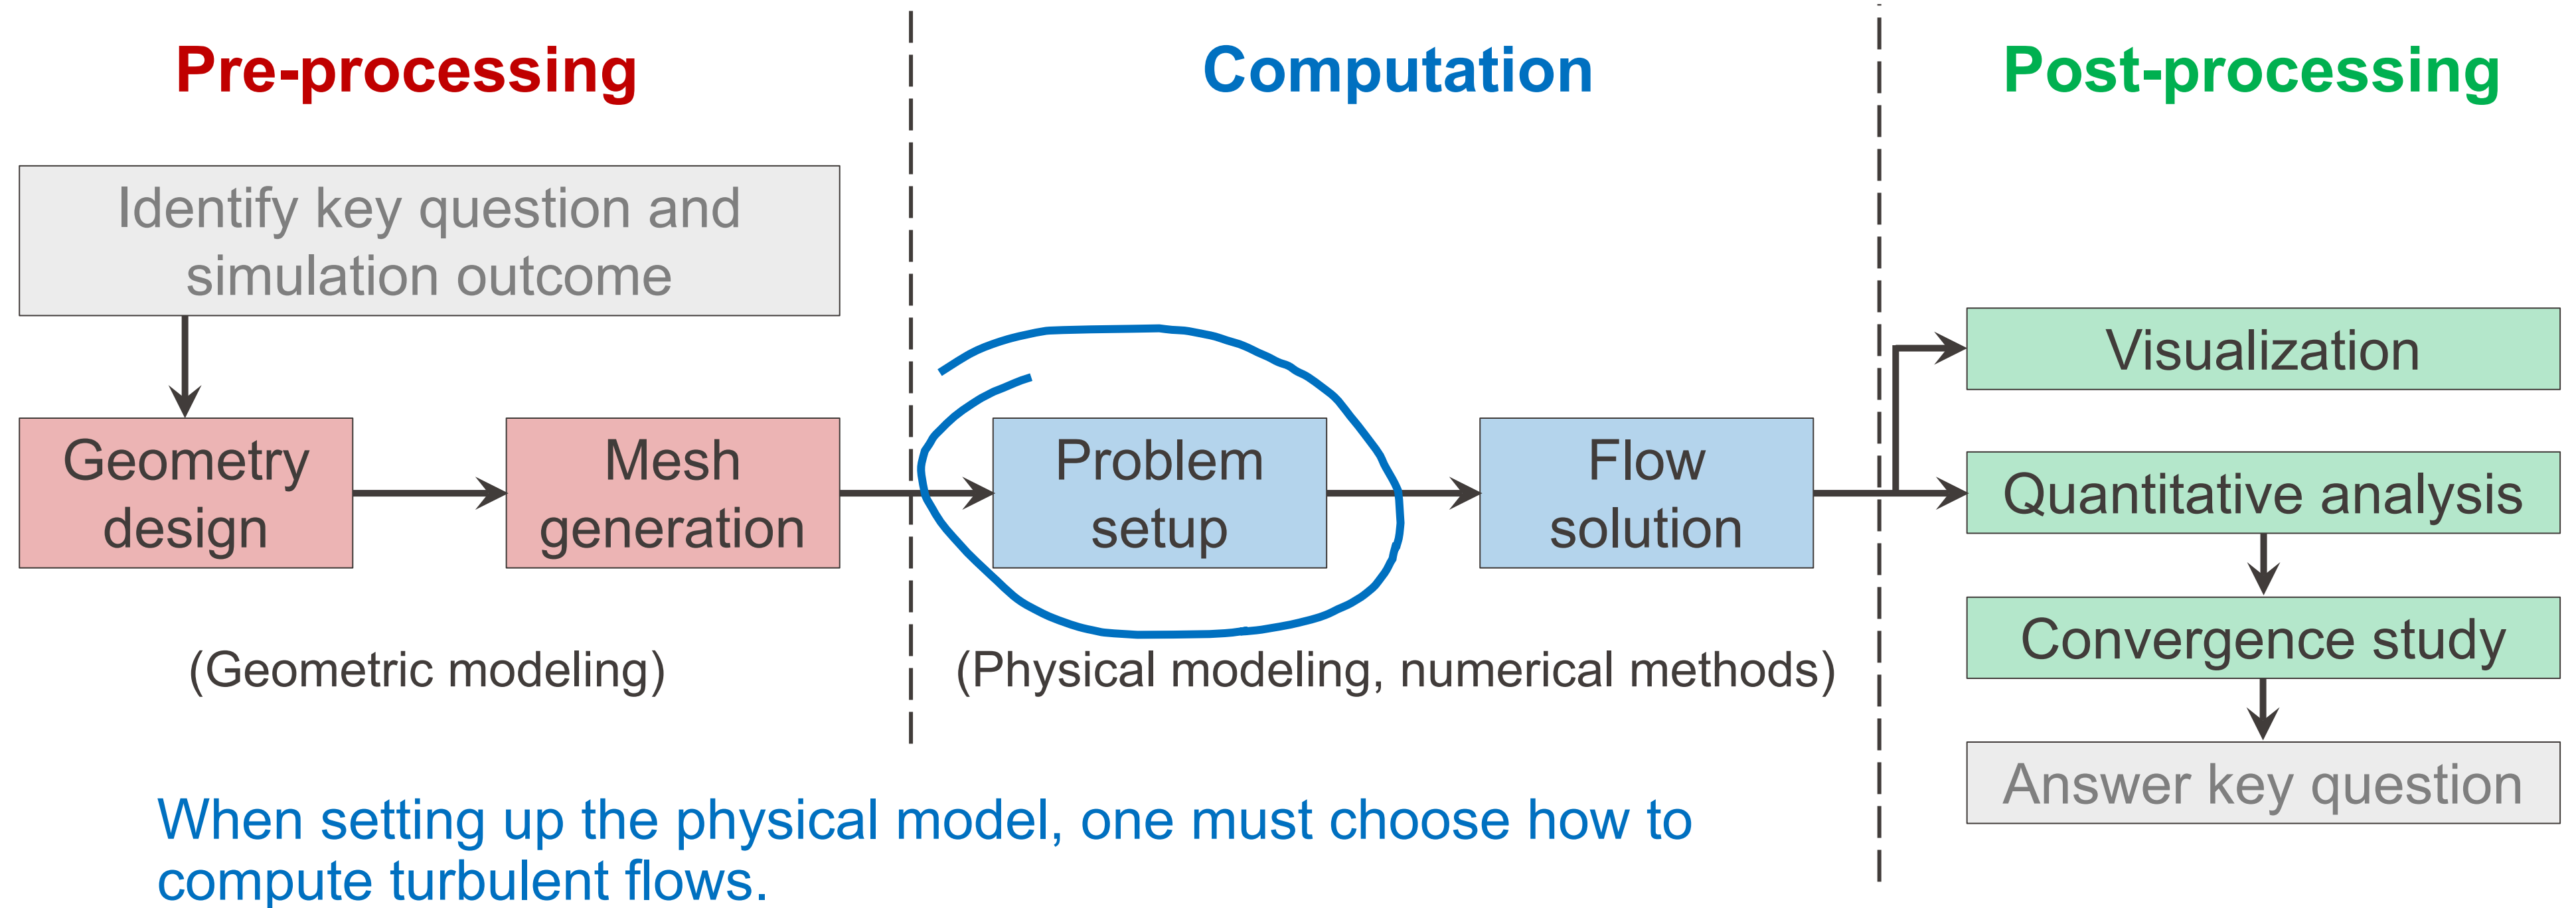 Pre-processing
Computation
Post-processing
Identify key question and
simulation outcome
Geometry
design
Mesh
generation
(Geometric modeling)
Problem
setup
Flow
solution
(Physical modeling, numerical methods)
Visualization
Quantitative analysis
Convergence study
Answer key question
When setting up the physical model, one must choose how to
compute turbulent flows.